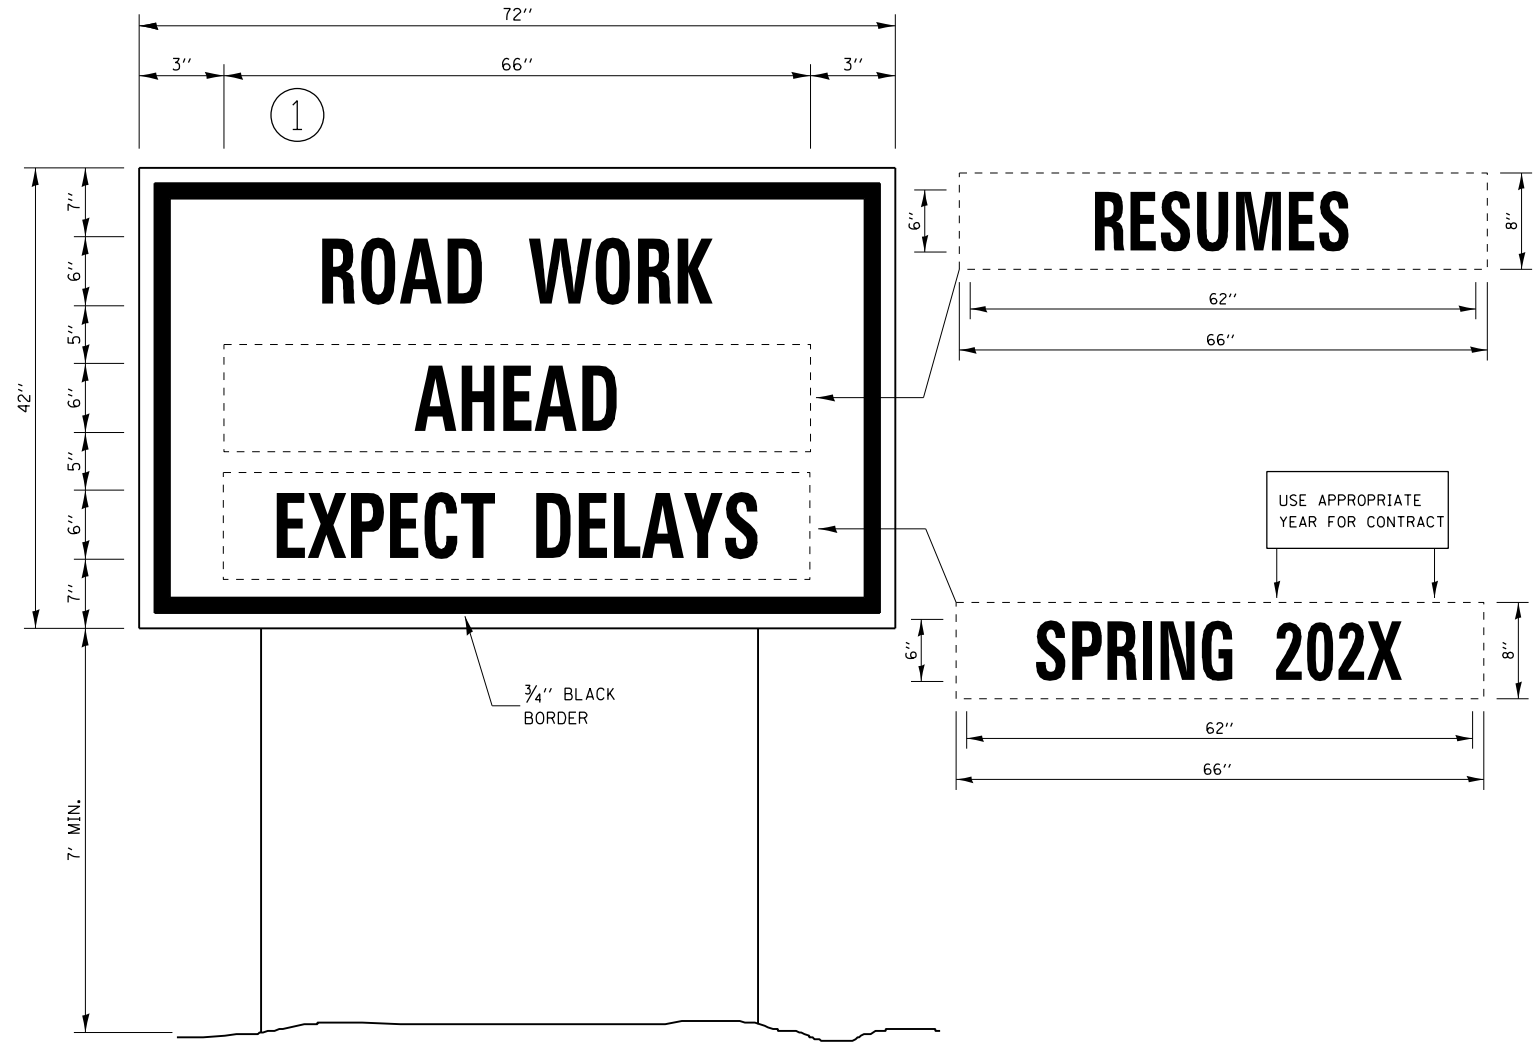 72''
3'' 66'' 3''
1
7''
6''
5''
6''
5''
6''
7''
42''
7' MIN.
ROAD WORK
AHEAD
EXPECT DELAYS
3/4'' BLACK
BORDER
RESUMES
6''
8''
62''
66''
USE APPROPRIATE
YEAR FOR CONTRACT
SPRING 202X
6''
8''
62''
66''